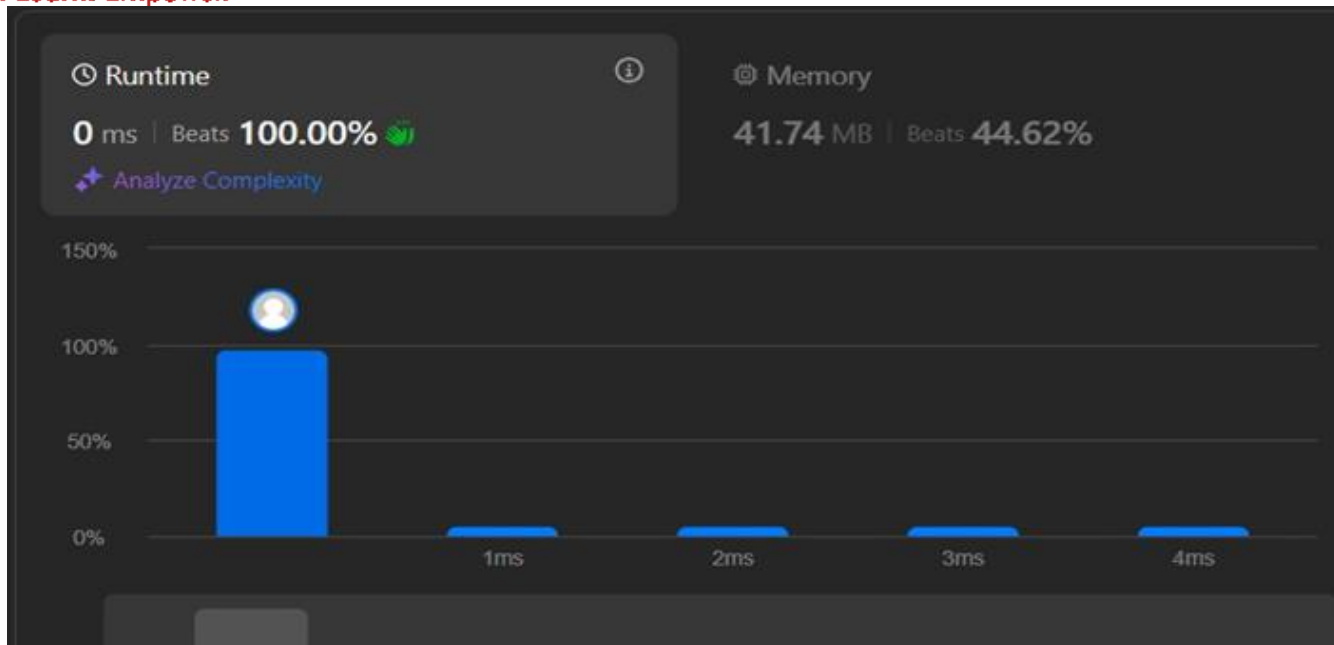 Runtime
0 ms | Beats 100.00%
Analyze Complexity
Memory
41.74 MB | Beats 44.62%
150%
100%
50%
0%
1ms 2ms 3ms 4ms